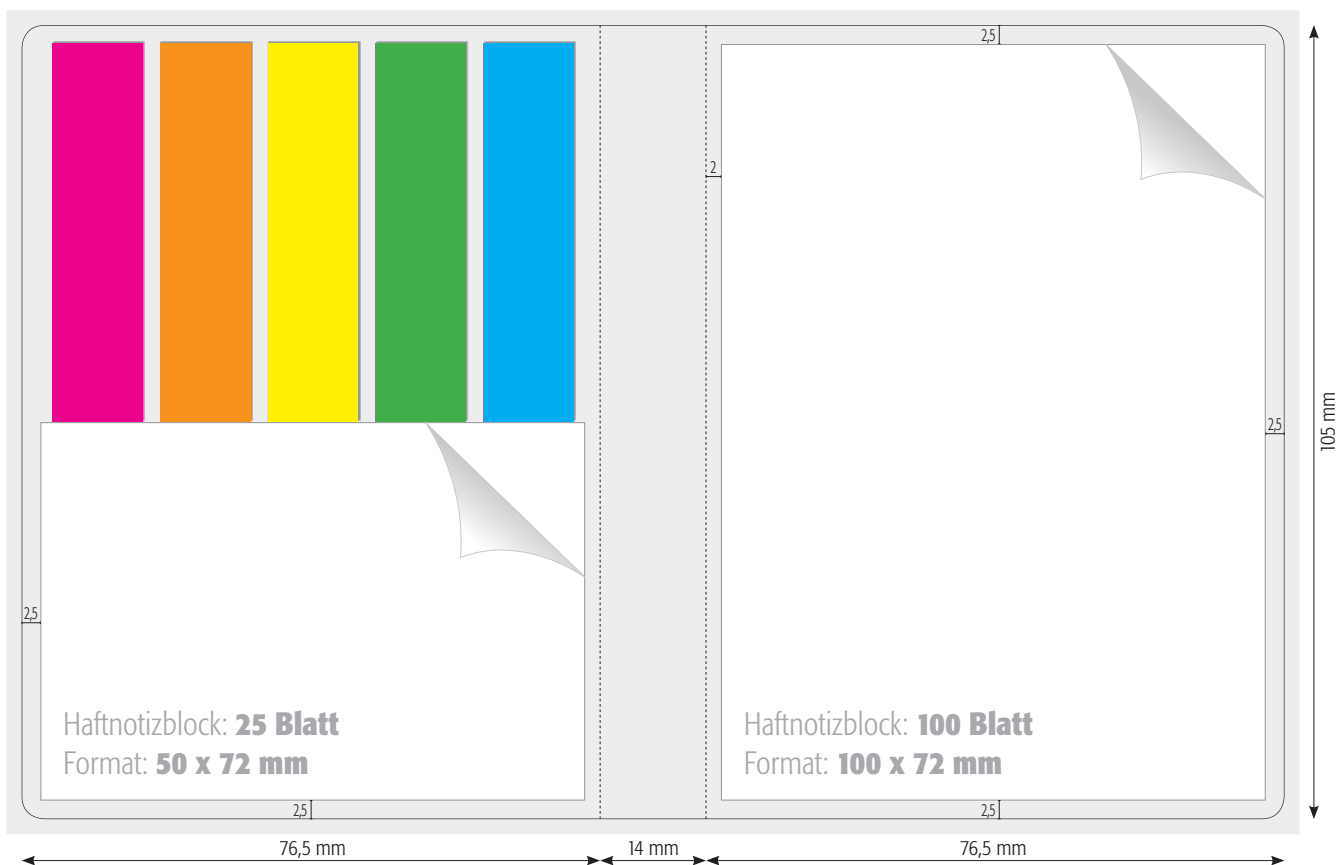 2,5
2
2,5
105 mm
2,5
Haftnotizblock: 25 Blatt
Format: 50 x 72 mm
Haftnotizblock: 100 Blatt
Format: 100 x 72 mm
2,5
2,5
76,5 mm
14 mm
76,5 mm